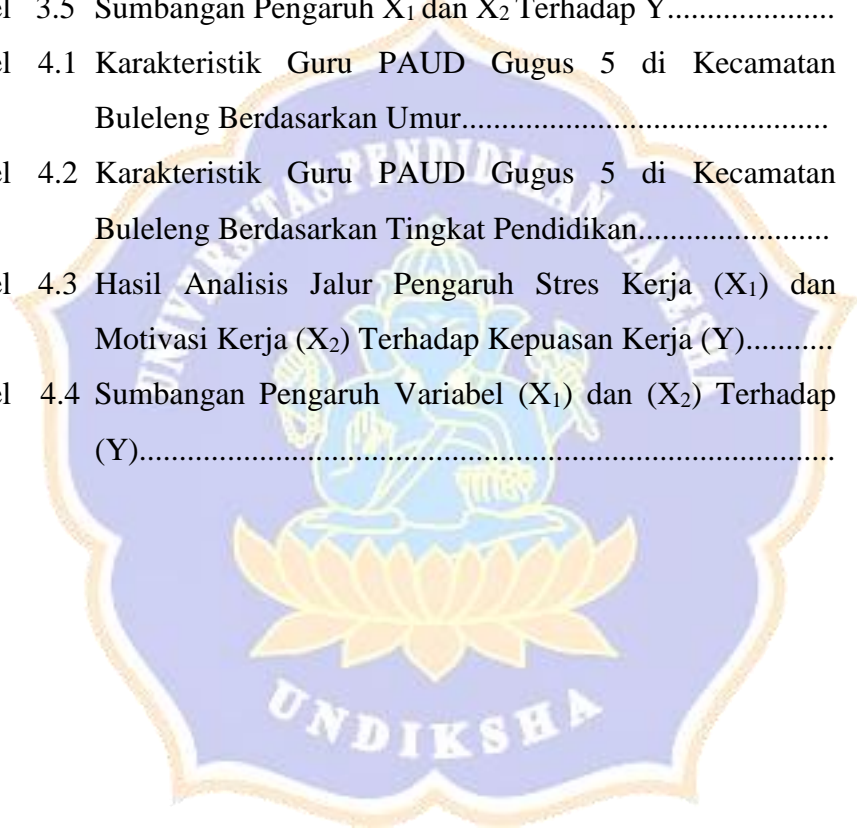 el 3.5 Sumbangan Pengaruh X₁ dan X₂ Terhadap Y.....................
el 4.1 Karakteristik Guru PAUD Gugus 5 di Kecamatan
Buleleng Berdasarkan Umur..............................................
el 4.2 Karakteristik Guru PAUD Gugus 5 di Kecamatan
Buleleng Berdasarkan Tingkat Pendidikan........................
el 4.3 Hasil Analisis Jalur Pengaruh Stres Kerja (X₁) dan
Motivasi Kerja (X₂) Terhadap Kepuasan Kerja (Y)...........
el 4.4 Sumbangan Pengaruh Variabel (X₁) dan (X₂) Terhadap
(Y).......................................................................................
UNIVERSITAS PENDIDIKAN GANESHA
UNDIKSHA